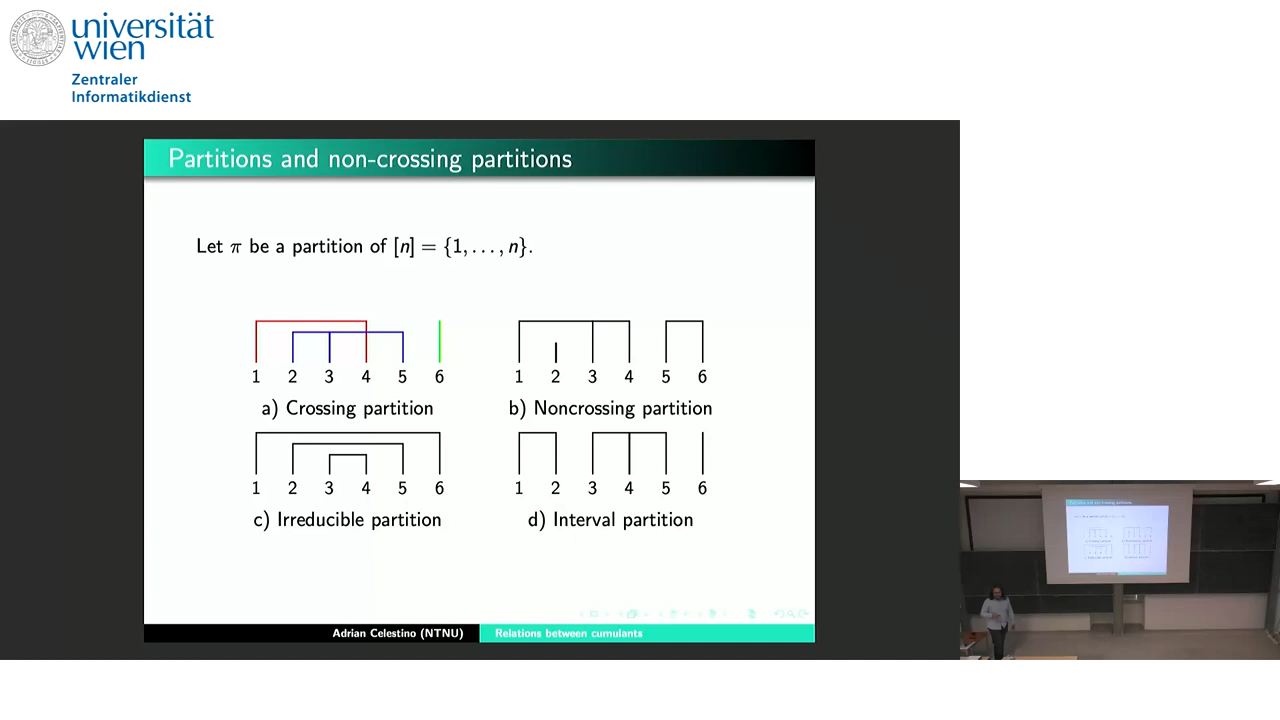 universität
wien
Zentraler
Informatikdienst
Partitions and non-crossing partitions
Let π be a partition of [n] = {1, . . . , n}.
1 2 3 4 5 6
a) Crossing partition
1 2 3 4 5 6
b) Noncrossing partition
1 2 3 4 5 6
c) Irreducible partition
1 2 3 4 5 6
d) Interval partition
Adrian Celestino (NTNU)
Relations between cumulants